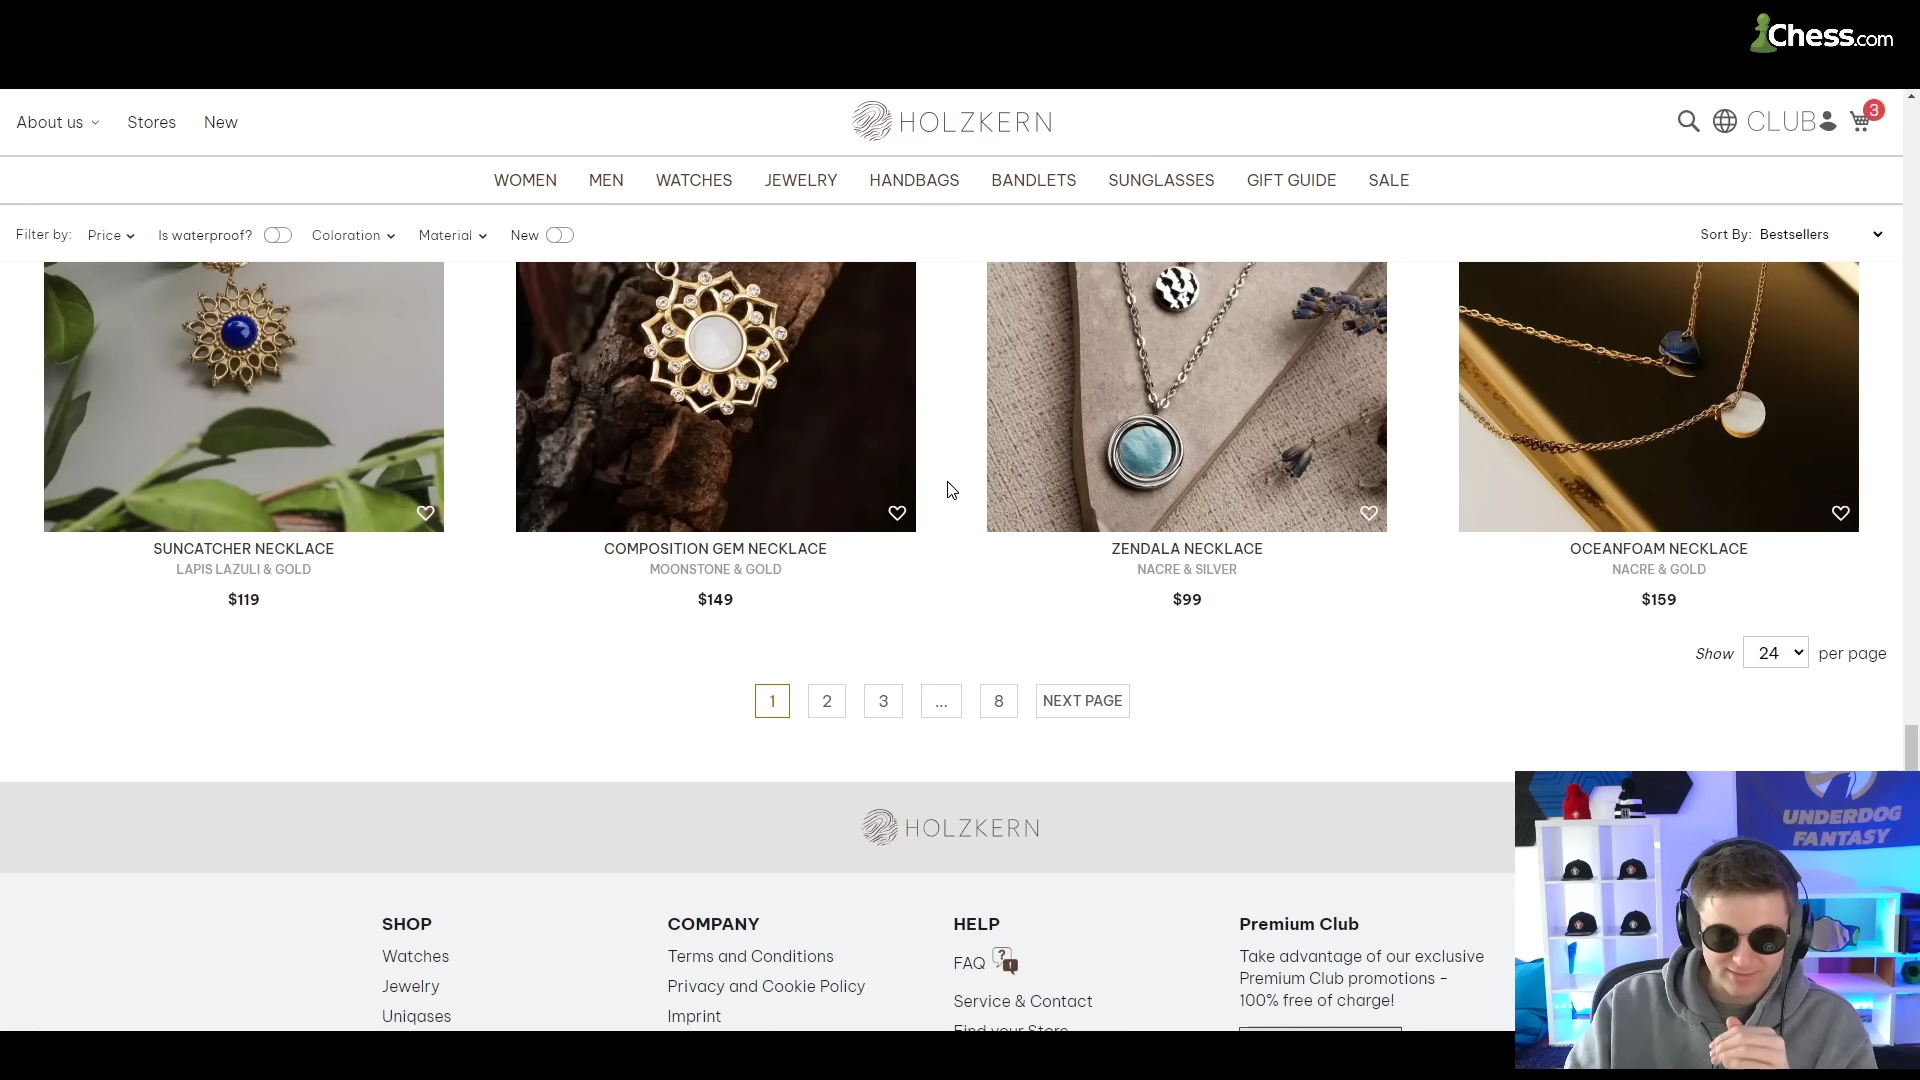 Chess.com
About us
Stores
New
HOLZKERN
CLUB
3
WOMEN
MEN
WATCHES
JEWELRY
HANDBAGS
BANDLETS
SUNGLASSES
GIFT GUIDE
SALE
Filter by:
Price
Is waterproof?
Coloration
Material
New
Sort By: Bestsellers
SUNCATCHER NECKLACE
LAPIS LAZULI & GOLD
$119
COMPOSITION GEM NECKLACE
MOONSTONE & GOLD
$149
ZENDALA NECKLACE
NACRE & SILVER
$99
OCEANFOAM NECKLACE
NACRE & GOLD
$159
Show 24 per page
1
2
3
...
8
NEXT PAGE
HOLZKERN
SHOP
Watches
Jewelry
Uniqases
COMPANY
Terms and Conditions
Privacy and Cookie Policy
Imprint
HELP
FAQ
Service & Contact
Find your Store
Premium Club
Take advantage of our exclusive
Premium Club promotions -
100% free of charge!
UNDERDOG
FANTASY